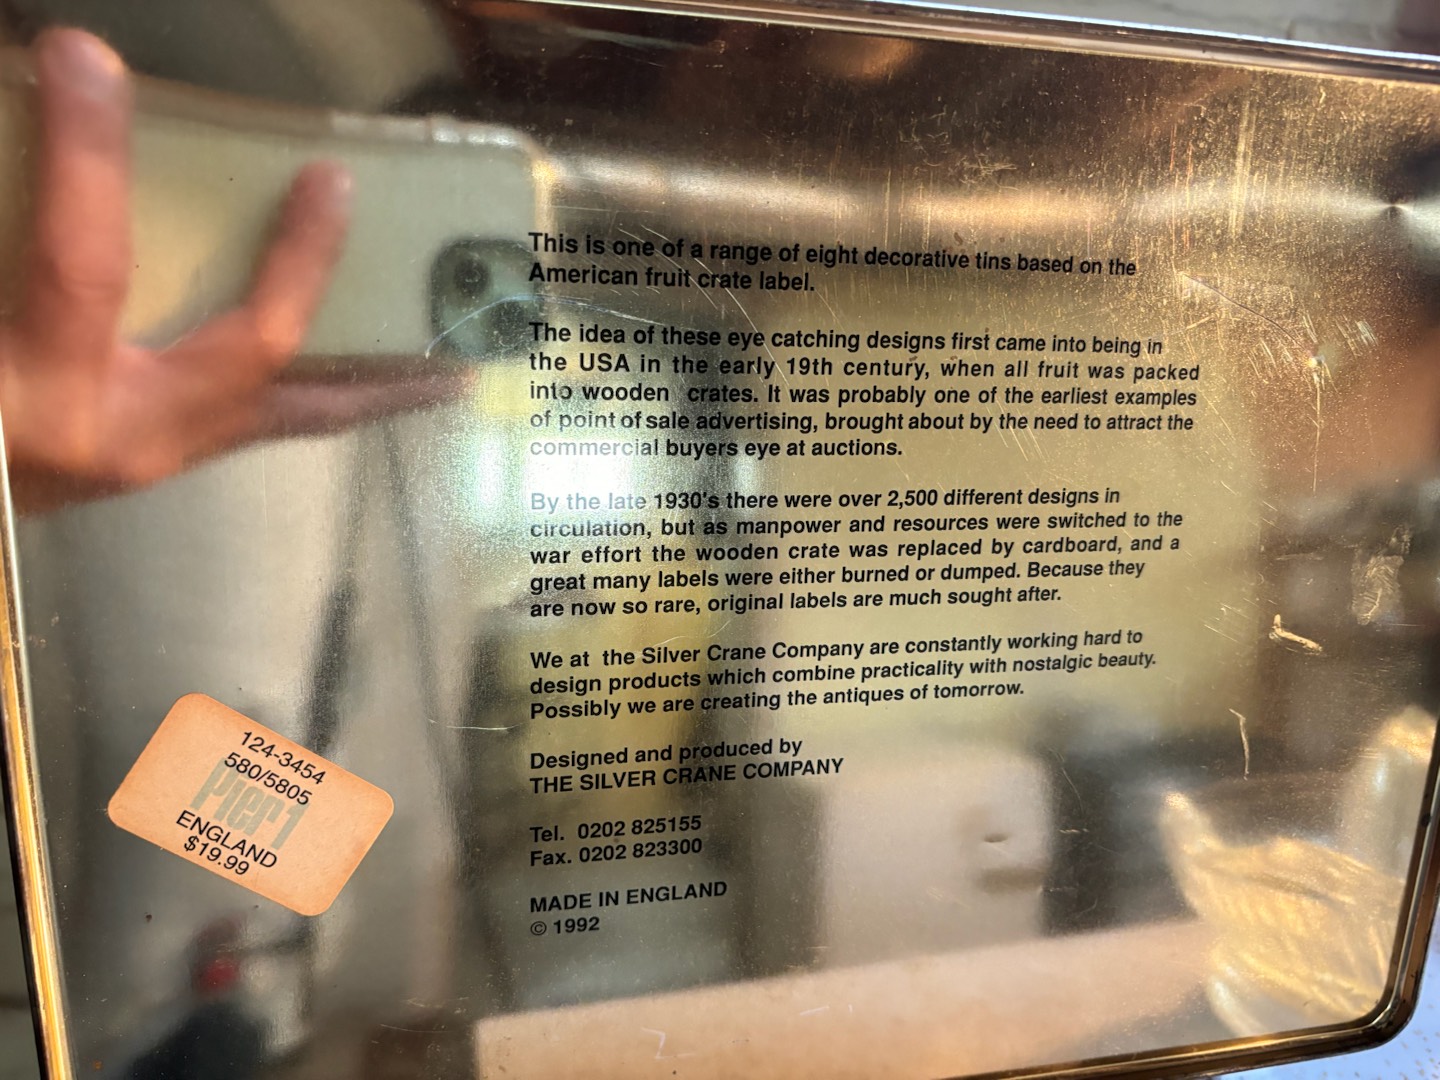 This is one of a range of eight decorative tins based on the
American fruit crate label.
The idea of these eye catching designs first came into being in
the USA in the early 19th century, when all fruit was packed
into wooden crates. It was probably one of the earliest examples
of point of sale advertising, brought about by the need to attract the
commercial buyers eye at auctions.
By the late 1930's there were over 2,500 different designs in
circulation, but as manpower and resources were switched to the
war effort the wooden crate was replaced by cardboard, and a
great many labels were either burned or dumped. Because they
are now so rare, original labels are much sought after.
We at the Silver Crane Company are constantly working hard to
design products which combine practicality with nostalgic beauty.
Possibly we are creating the antiques of tomorrow.
Designed and produced by
THE SILVER CRANE COMPANY
Tel. 0202 825155
Fax. 0202 823300
MADE IN ENGLAND
© 1992
124-3454
580/5805
Pier 1
ENGLAND
$19.99